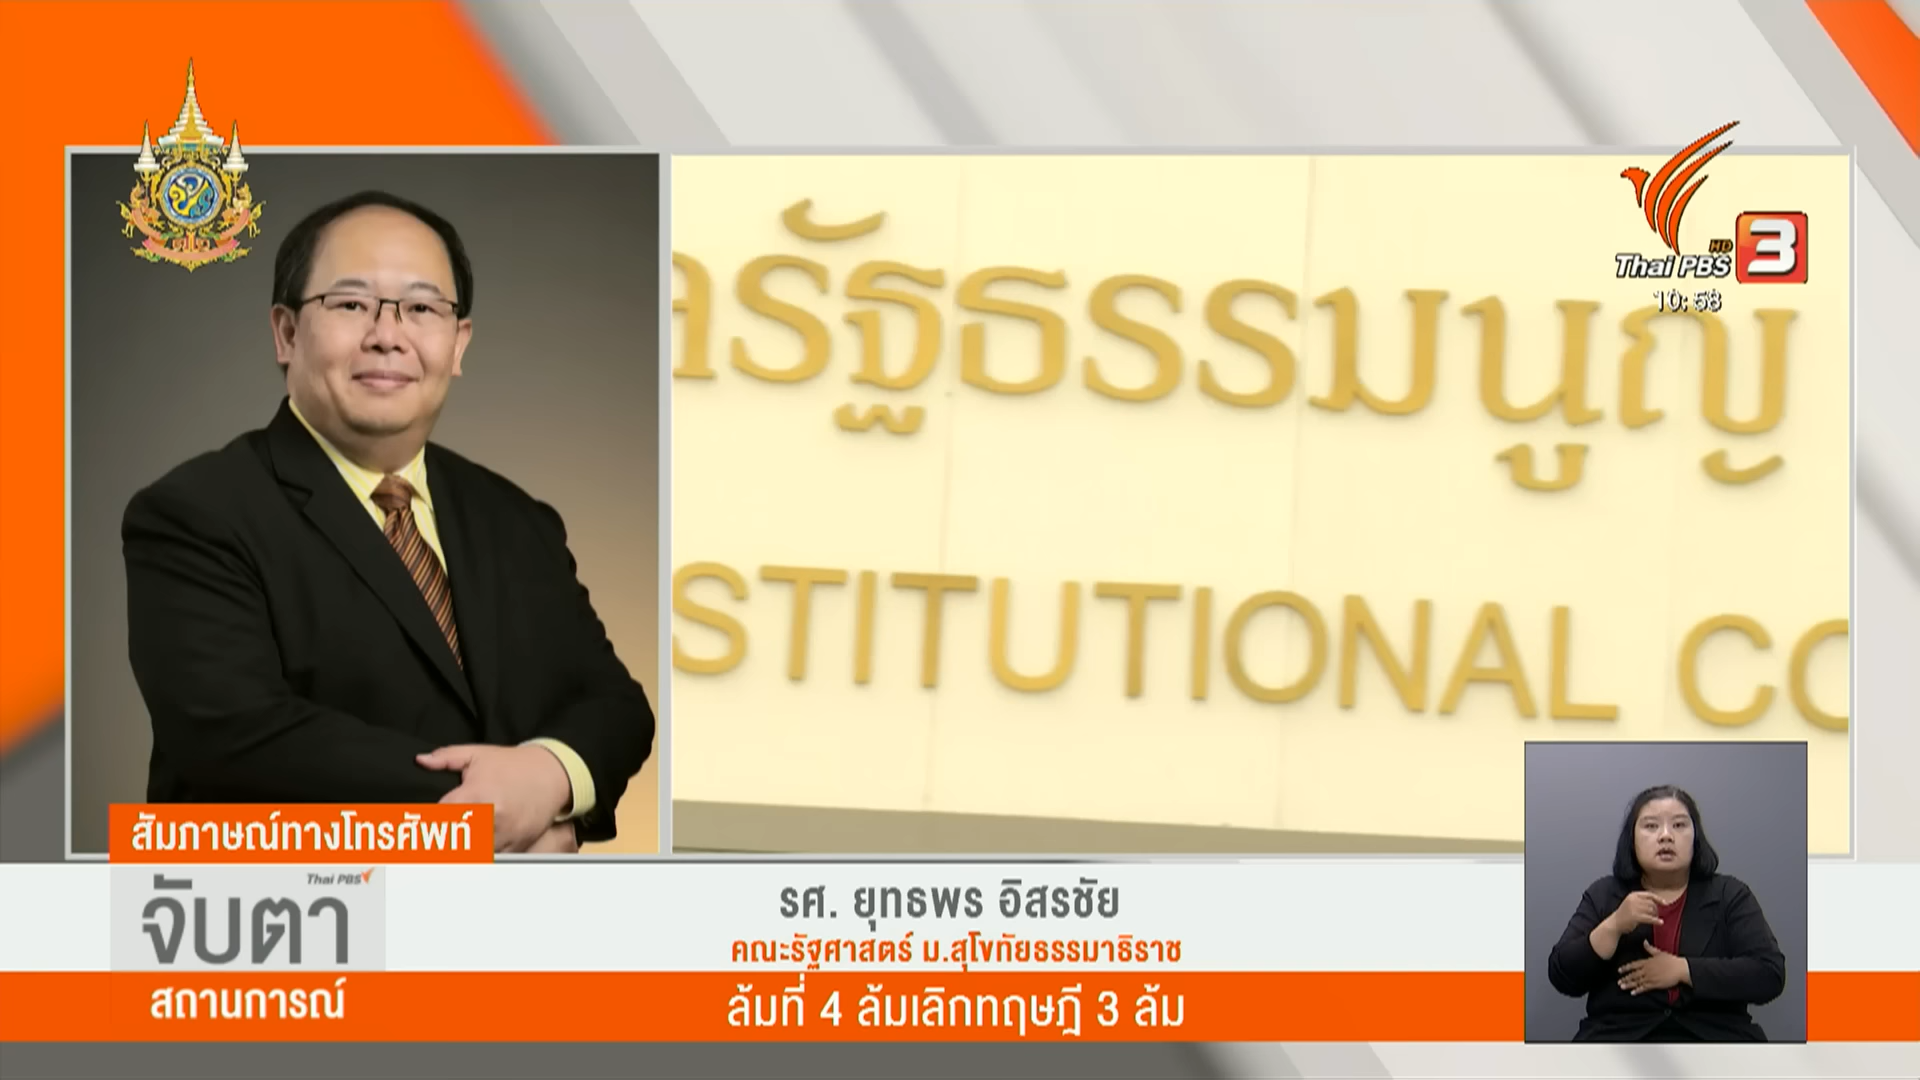 Thai PBS
HD
3
10:58
ลรัฐธรรมนูญ
STITUTIONAL CO
สัมภาษณ์ทางโทรศัพท์
Thai PBS
จับตา
สถานการณ์
รศ. ยุทธพร อิสรชัย
คณะรัฐศาสตร์ ม.สุโขทัยธรรมาธิราช
ล้มที่ 4 ล้มเลิกทฤษฎี 3 ล้ม